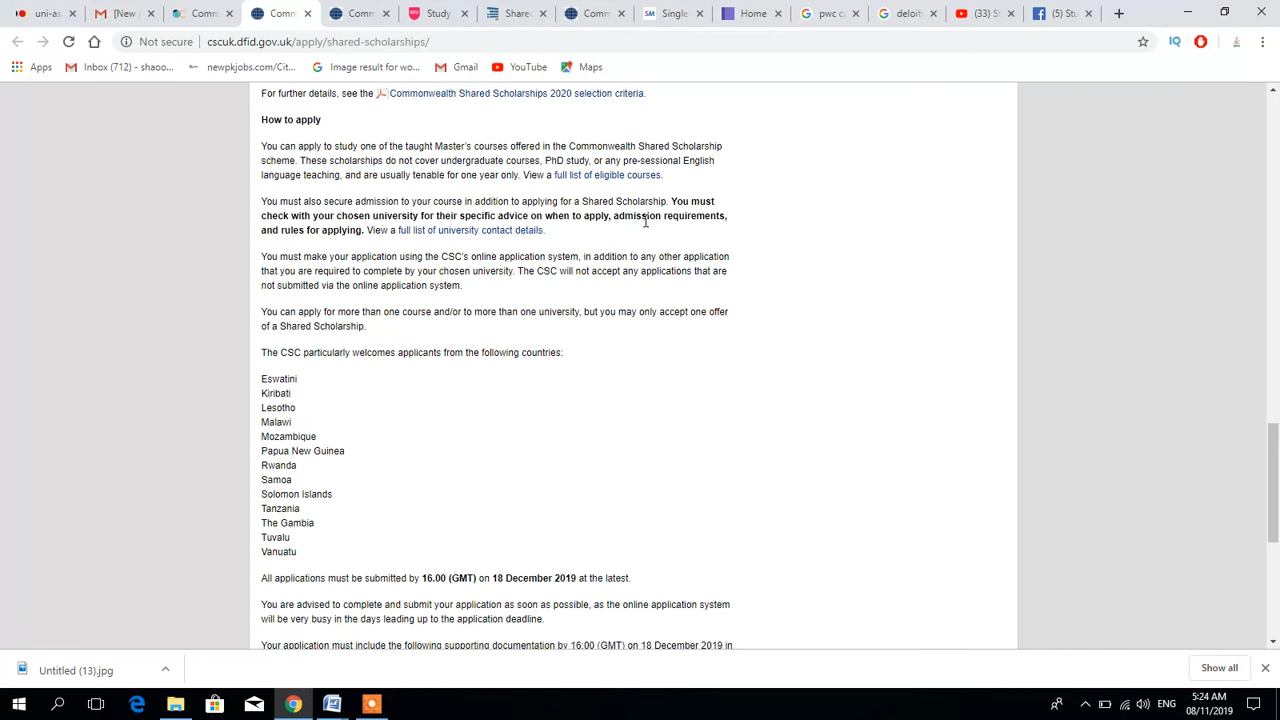 uni-as
[New
Comm
Comm
Comm
Study
Shared
Comm
Single
Home
pwc ca
deloit
(33) St
(5) Stu
Not secure
cscuk.dfid.gov.uk/apply/shared-scholarships/
Apps
Inbox (712) - shaoo...
newpkjobs.com/Cit...
Image result for wo...
Gmail
YouTube
Maps
For further details, see the Commonwealth Shared Scholarships 2020 selection criteria.
How to apply
You can apply to study one of the taught Master's courses offered in the Commonwealth Shared Scholarship
scheme. These scholarships do not cover undergraduate courses, PhD study, or any pre-sessional English
language teaching, and are usually tenable for one year only. View a full list of eligible courses.
You must also secure admission to your course in addition to applying for a Shared Scholarship. You must
check with your chosen university for their specific advice on when to apply, admission requirements,
and rules for applying. View a full list of university contact details.
You must make your application using the CSC's online application system, in addition to any other application
that you are required to complete by your chosen university. The CSC will not accept any applications that are
not submitted via the online application system.
You can apply for more than one course and/or to more than one university, but you may only accept one offer
of a Shared Scholarship.
The CSC particularly welcomes applicants from the following countries:
Eswatini
Kiribati
Lesotho
Malawi
Mozambique
Papua New Guinea
Rwanda
Samoa
Solomon Islands
Tanzania
The Gambia
Tuvalu
Vanuatu
All applications must be submitted by 16.00 (GMT) on 18 December 2019 at the latest.
You are advised to complete and submit your application as soon as possible, as the online application system
will be very busy in the days leading up to the application deadline.
Your application must include the following supporting documentation by 16:00 (GMT) on 18 December 2019 in
Untitled (13).jpg
Show all
ENG
5:24 AM
08/11/2019